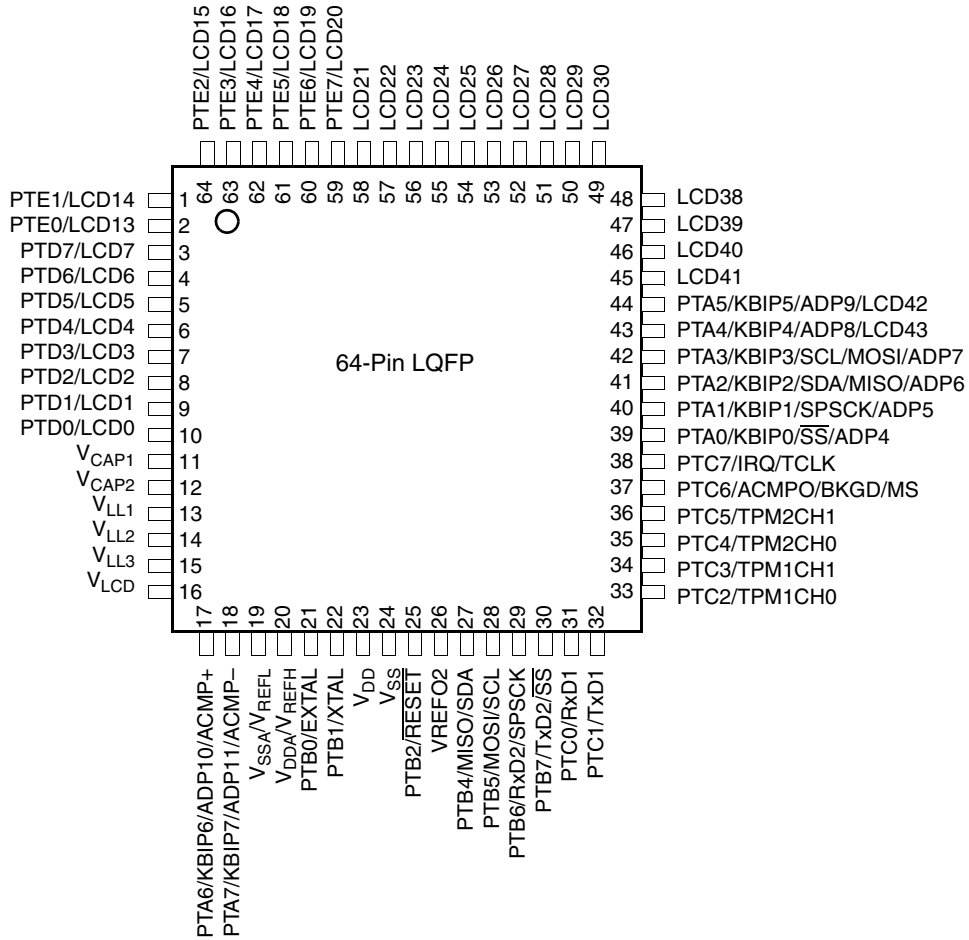 PTE2/LCD15
PTE3/LCD16
PTE4/LCD17
PTE5/LCD18
PTE6/LCD19
PTE7/LCD20
LCD21
LCD22
LCD23
LCD24
LCD25
LCD26
LCD27
LCD28
LCD29
LCD30
64
63
62
61
60
59
58
57
56
55
54
53
52
51
50
49
PTE1/LCD14 1
PTE0/LCD13 2
PTD7/LCD7 3
PTD6/LCD6 4
PTD5/LCD5 5
PTD4/LCD4 6
PTD3/LCD3 7
PTD2/LCD2 8
PTD1/LCD1 9
PTD0/LCD0 10
VCAP1 11
VCAP2 12
VLL1 13
VLL2 14
VLL3 15
VLCD 16
64-Pin LQFP
48 LCD38
47 LCD39
46 LCD40
45 LCD41
44 PTA5/KBIP5/ADP9/LCD42
43 PTA4/KBIP4/ADP8/LCD43
42 PTA3/KBIP3/SCL/MOSI/ADP7
41 PTA2/KBIP2/SDA/MISO/ADP6
40 PTA1/KBIP1/SPSCK/ADP5
39 PTA0/KBIP0/SS/ADP4
38 PTC7/IRQ/TCLK
37 PTC6/ACMPO/BKGD/MS
36 PTC5/TPM2CH1
35 PTC4/TPM2CH0
34 PTC3/TPM1CH1
33 PTC2/TPM1CH0
17
18
19
20
21
22
23
24
25
26
27
28
29
30
31
32
PTA6/KBIP6/ADP10/ACMP+
PTA7/KBIP7/ADP11/ACMP–
VSSA/VREFL
VDDA/VREFH
PTB0/EXTAL
PTB1/XTAL
VDD
VSS
PTB2/RESET
VREFO2
PTB4/MISO/SDA
PTB5/MOSI/SCL
PTB6/RxD2/SPSCK
PTB7/TxD2/SS
PTC0/RxD1
PTC1/TxD1